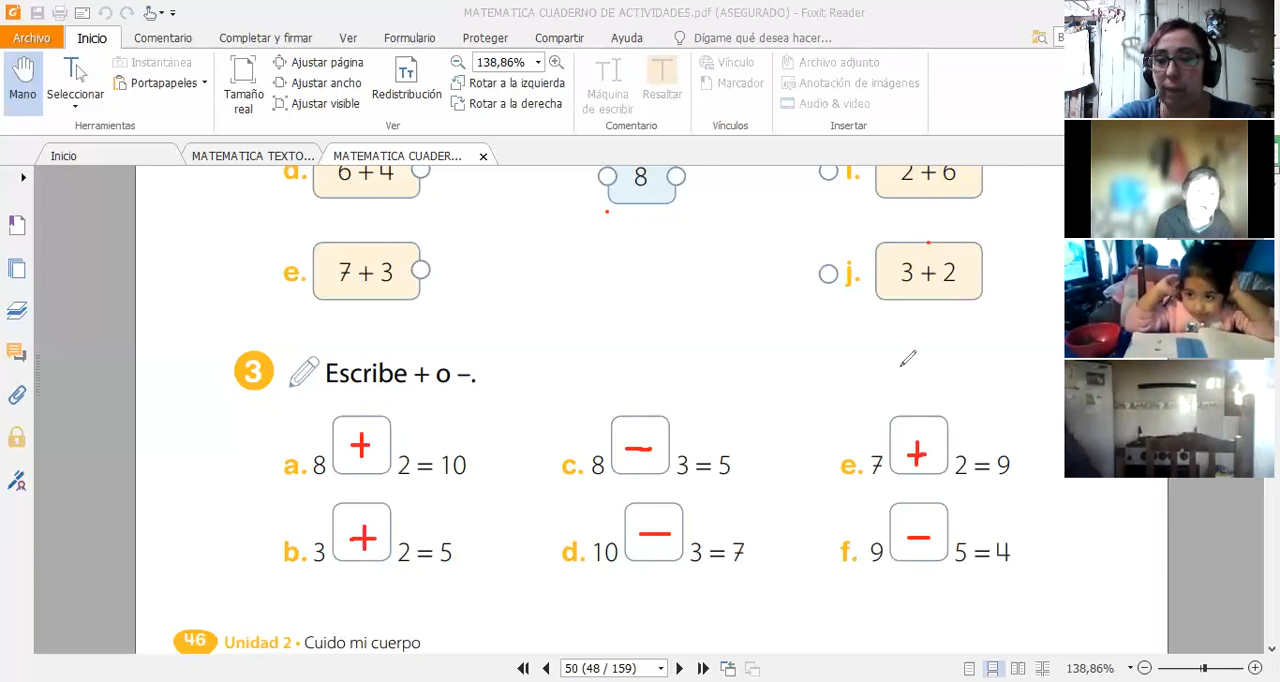 MATEMATICA CUADERNO DE ACTIVIDADES.pdf (ASEGURADO) - Foxit Reader
Archivo Inicio Comentario Completar y firmar Ver Formulario Proteger Compartir Ayuda Dígame qué desea hacer...
Mano
Seleccionar
Instantánea
Portapapeles
Herramientas
Tamaño real
Ajustar página
Ajustar ancho
Ajustar visible
Redistribución
138,86%
Rotar a la izquierda
Rotar a la derecha
Ver
Máquina de escribir
Resaltar
Comentario
Vínculo
Marcador
Vínculos
Archivo adjunto
Anotación de imágenes
Audio & video
Insertar
Inicio
MATEMATICA TEXTO...
MATEMATICA CUADER...
d. 6 + 4
8
i. 2 + 6
e. 7 + 3
j. 3 + 2
3 Escribe + o –.
a. 8 + 2 = 10
c. 8 − 3 = 5
e. 7 + 2 = 9
b. 3 + 2 = 5
d. 10 − 3 = 7
f. 9 − 5 = 4
46 Unidad 2 • Cuido mi cuerpo
50 (48 / 159)
138,86%